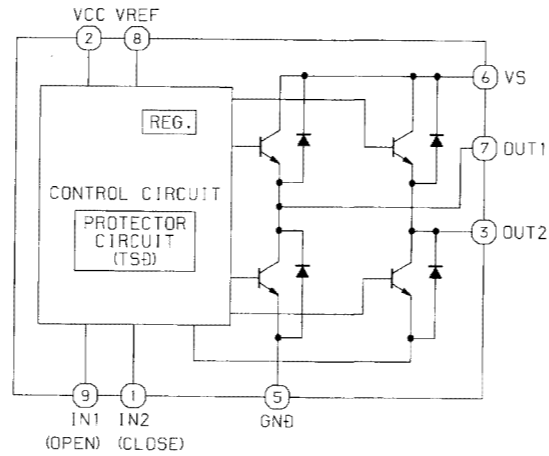 VCC VREF
2 8
6 VS
REG.
7 OUT1
CONTROL CIRCUIT
PROTECTOR
CIRCUIT
(TSD)
3 OUT2
9 1 5
IN1 IN2 GND
(OPEN) (CLOSE)